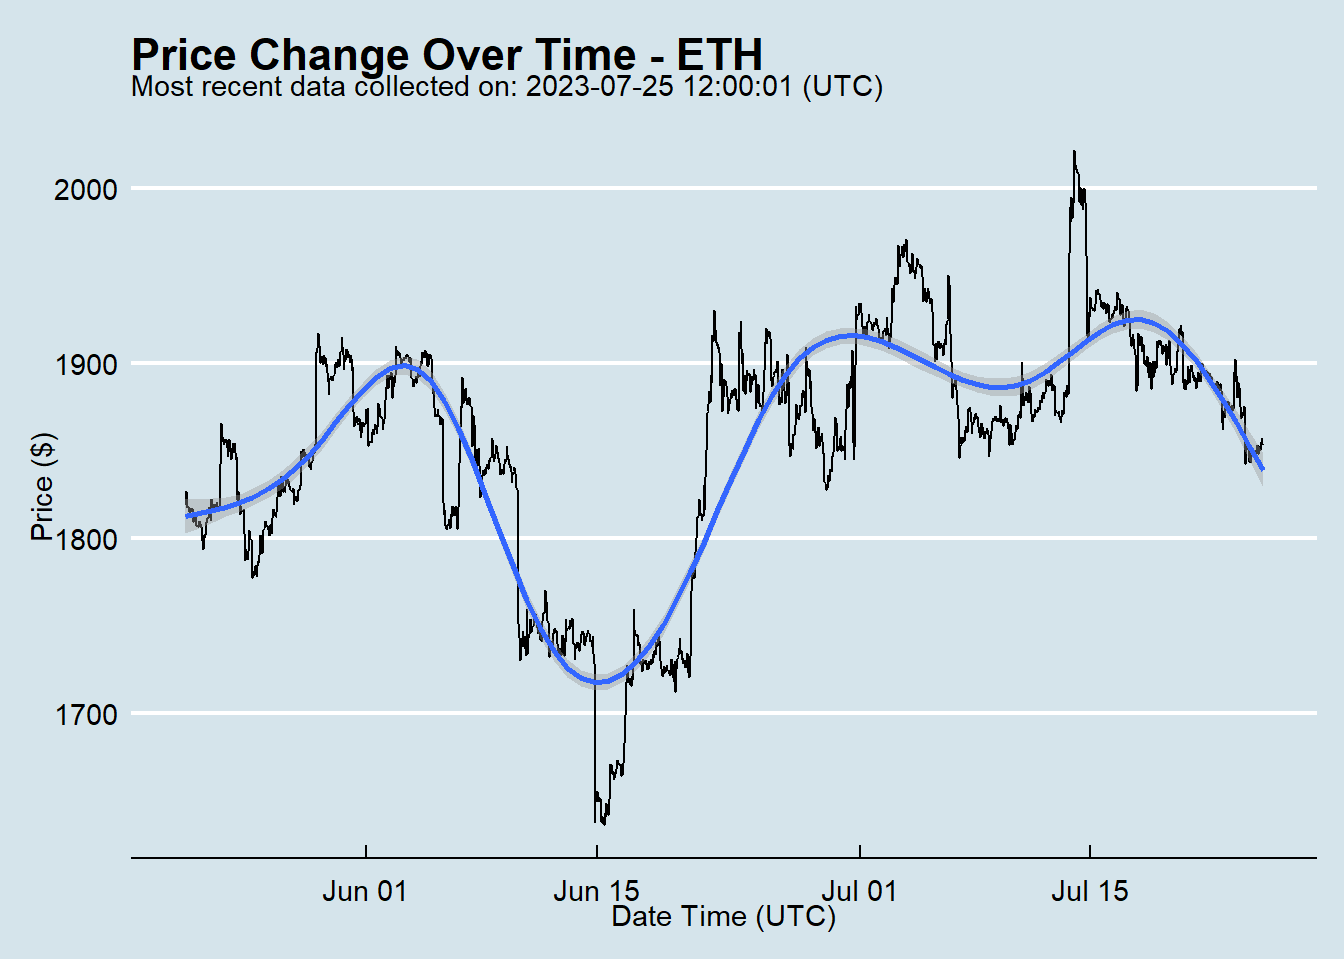 Price Change Over Time - ETH
Most recent data collected on: 2023-07-25 12:00:01 (UTC)
Price ($)
2000
1900
1800
1700
Jun 01
Jun 15
Jul 01
Jul 15
Date Time (UTC)